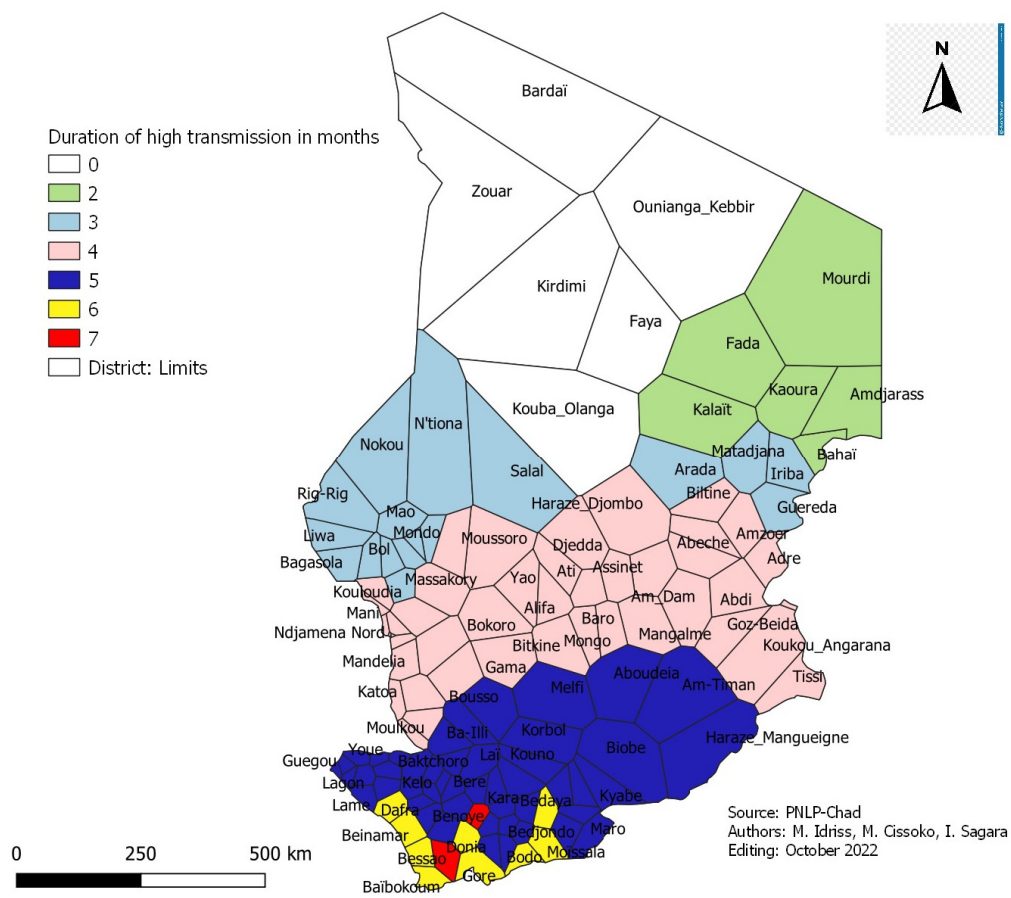 N
Bardaï
Duration of high transmission in months
0
2
3
4
5
6
7
District: Limits
Zouar
Ounianga_Kebbir
Mourdi
Kirdimi
Faya
Fada
Kaoura
Amdjarass
Kalaït
Kouba_Olanga
N'tiona
Nokou
Matadjana
Bahaï
Salal
Arada
Iriba
Rig-Rig
Haraze_Djombo
Biltine
Guereda
Mao
Mondo
Liwa
Moussoro
Amzoer
Bol
Djedda
Abeche
Bagasola
Adre
Assinet
Ati
Yao
Massakory
Kouloudia
Am_Dam
Abdi
Alifa
Mani
Baro
Bokoro
Goz-Beida
Ndjamena Nord
Mangalme
Bitkine
Mongo
Koukou_Angarana
Mandelia
Gama
Aboudeia
Tissi
Am-Timan
Melfi
Katoa
Bousso
Moulkou
Ba-Illi
Korbol
Haraze_Mangueigne
Biobe
Youe
Laï
Kouno
Guegou
Baktchoro
Lagon
Kelo
Bere
Kara
Bedaya
Kyabe
Lame
Dafra
Benoye
Bedjondo
Maro
Beinamar
Donia
Bessao
Bodo
Moïssala
Gore
Baïbokoum
Source: PNLP-Chad
Authors: M. Idriss, M. Cissoko, I. Sagara
Editing: October 2022
0 250 500 km